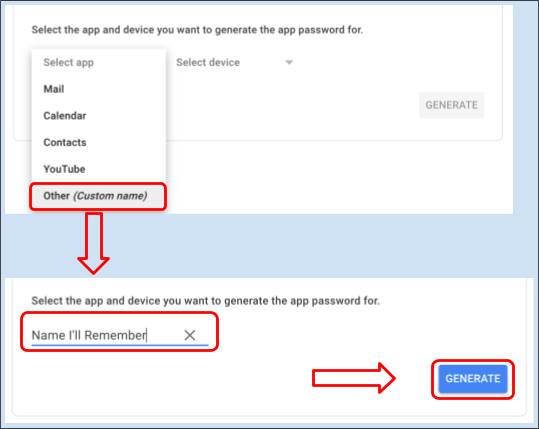 Select the app and device you want to generate the app password for.
Select app
Select device
Mail
Calendar
GENERATE
Contacts
YouTube
Other (Custom name)
Select the app and device you want to generate the app password for.
Name I'll Remember
GENERATE